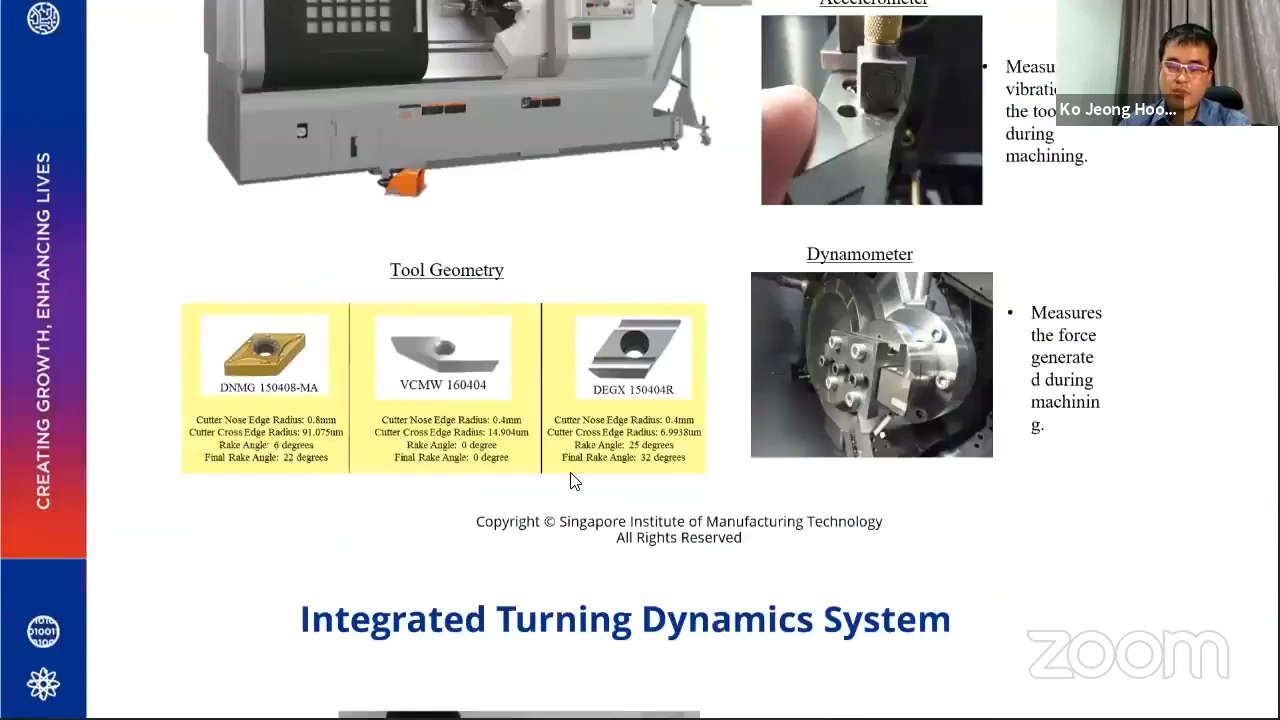 CREATING GROWTH, ENHANCING LIVES
Accelerometer
Measu
vibrati
the too
during
machining.
Ko Jeong Hoo...
Tool Geometry
DNMG 150408-MA
Cutter Nose Edge Radius: 0.8mm
Cutter Cross Edge Radius: 91.075um
Rake Angle: 6 degrees
Final Rake Angle: 22 degrees
VCMW 160404
Cutter Nose Edge Radius: 0.4mm
Cutter Cross Edge Radius: 14.904um
Rake Angle: 0 degree
Final Rake Angle: 0 degree
DEGX 150404R
Cutter Nose Edge Radius: 0.4mm
Cutter Cross Edge Radius: 6.9938um
Rake Angle: 25 degrees
Final Rake Angle: 32 degrees
Dynamometer
• Measures
the force
generate
d during
machinin
g.
Copyright © Singapore Institute of Manufacturing Technology
All Rights Reserved
Integrated Turning Dynamics System
zoom